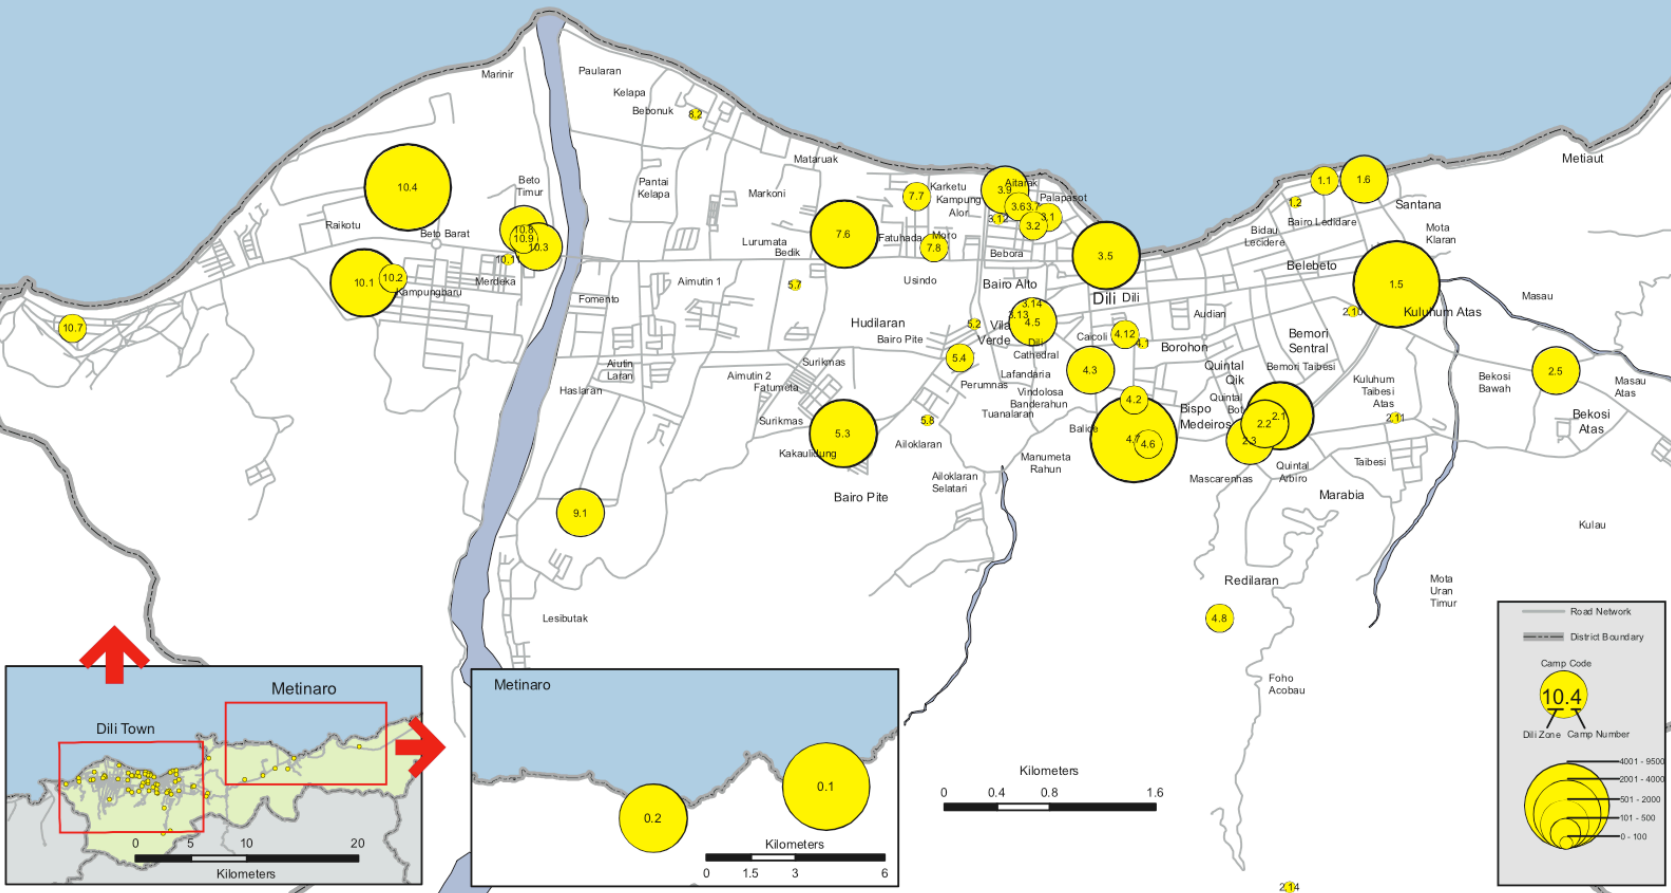 Marinir
Paularan
Kelapa
Bebonuk
8.2
Mataruak
Metiaut
10.4
Beto
Timur
Pantai
Kelapa
Markoni
7.7
Karketu
Kampung
Alor
3.9
Aitarak
3.6
3.7
Palapasot
3.12
3.1
3.2
1.1
1.6
1.2
Santana
Raikotu
Beto Barat
10.8
10.9
10.3
Lurumata
Bedik
7.6
Fatuhada
Moro
7.8
Bebora
3.5
Bidau
Lecidere
Bairo Ledidare
Mota
Klaran
10.1
10.2
Kampungbaru
Merdeka
Aimutin 1
5.7
Usindo
Bairo Alto
Dili
Dili
Belebeto
1.5
Masau
10.7
Fomento
Hudilaran
Bairo Pite
5.2
Vila
Verde
3.14
3.13
4.5
Dili
Cathedral
Caicoli
4.12
4.1
Audian
Borohon
Bemori
Sentral
Bemori Taibesi
2.10
Kuluhum Atas
Aiutin
Laran
Haslaran
Aimutin 2
Fatumeta
Surikmas
Surikmas
5.4
Perumnas
Lafandaria
Vindolosa
Banderahun
Tuanalaran
4.3
4.2
Quintal
Qik
Quintal
Bot
Kuluhum
Taibesi
Atas
Bekosi
Bawah
2.5
Masau
Atas
5.3
Kakaulidung
5.8
Ailoklaran
Balide
4.7
4.6
Bispo
Medeiros
2.1
2.2
2.3
2.11
Bekosi
Atas
Bairo Pite
Ailoklaran
Selatari
Manumeta
Rahun
Mascarenhas
Quintal
Arbiro
Taibesi
Marabia
9.1
Kulau
Redilaran
Mota
Uran
Timur
Lesibutak
4.8
Foho
Acobau
2.14
Metinaro
Dili Town
0 5 10 20
Kilometers
Metinaro
0.2
0.1
Kilometers
0 1.5 3 6
Kilometers
0 0.4 0.8 1.6
Road Network
District Boundary
Camp Code
10.4
Dili Zone Camp Number
4001 - 9500
2001 - 4000
501 - 2000
101 - 500
0 - 100